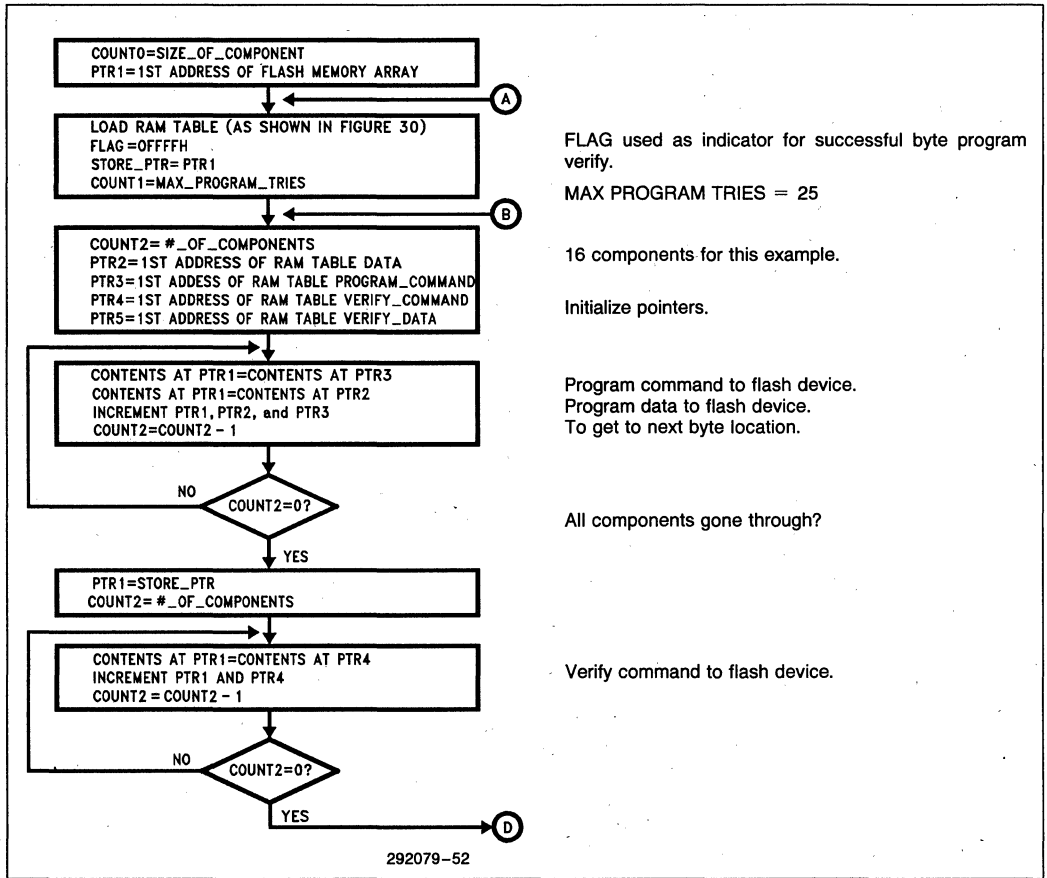 COUNT0=SIZE_OF_COMPONENT
PTR1=1ST ADDRESS OF FLASH MEMORY ARRAY
A
LOAD RAM TABLE (AS SHOWN IN FIGURE 30)
FLAG=0FFFFH
STORE_PTR=PTR1
COUNT1=MAX_PROGRAM_TRIES
FLAG used as indicator for successful byte program
verify.
MAX PROGRAM TRIES = 25
B
COUNT2= #_OF_COMPONENTS
PTR2=1ST ADDRESS OF RAM TABLE DATA
PTR3=1ST ADDESS OF RAM TABLE PROGRAM_COMMAND
PTR4=1ST ADDRESS OF RAM TABLE VERIFY_COMMAND
PTR5=1ST ADDRESS OF RAM TABLE VERIFY_DATA
16 components for this example.
Initialize pointers.
CONTENTS AT PTR1=CONTENTS AT PTR3
CONTENTS AT PTR1=CONTENTS AT PTR2
INCREMENT PTR1, PTR2, and PTR3
COUNT2=COUNT2 - 1
Program command to flash device.
Program data to flash device.
To get to next byte location.
NO
COUNT2=0?
YES
All components gone through?
PTR1=STORE_PTR
COUNT2= #_OF_COMPONENTS
CONTENTS AT PTR1=CONTENTS AT PTR4
INCREMENT PTR1 AND PTR4
COUNT2 = COUNT2 - 1
Verify command to flash device.
NO
COUNT2=0?
YES
D
292079-52